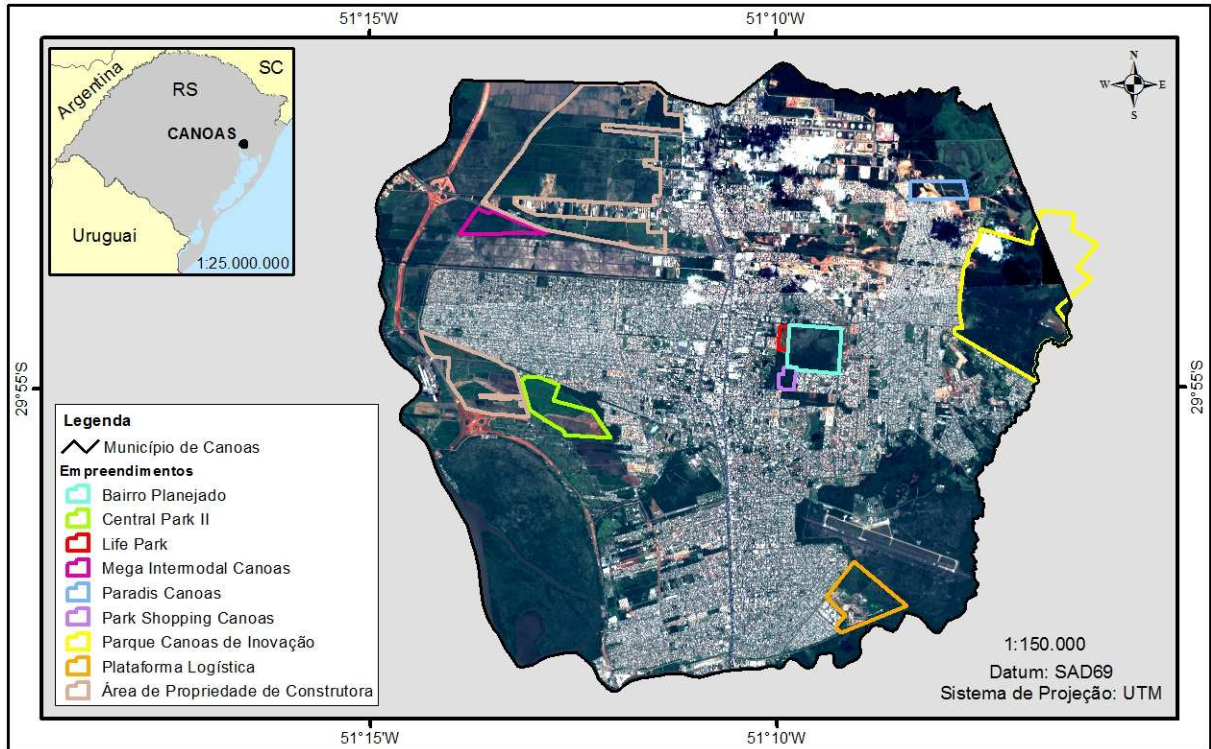 51°15'W
51°10'W
Argentina
SC
RS
CANOAS
Uruguai
1:25.000.000
N
W
E
S
29°55'S
29°55'S
Legenda
Município de Canoas
Empreendimentos
Bairro Planejado
Central Park II
Life Park
Mega Intermodal Canoas
Paradis Canoas
Park Shopping Canoas
Parque Canoas de Inovação
Plataforma Logística
Área de Propriedade de Construtora
1:150.000
Datum: SAD69
Sistema de Projeção: UTM
51°15'W
51°10'W